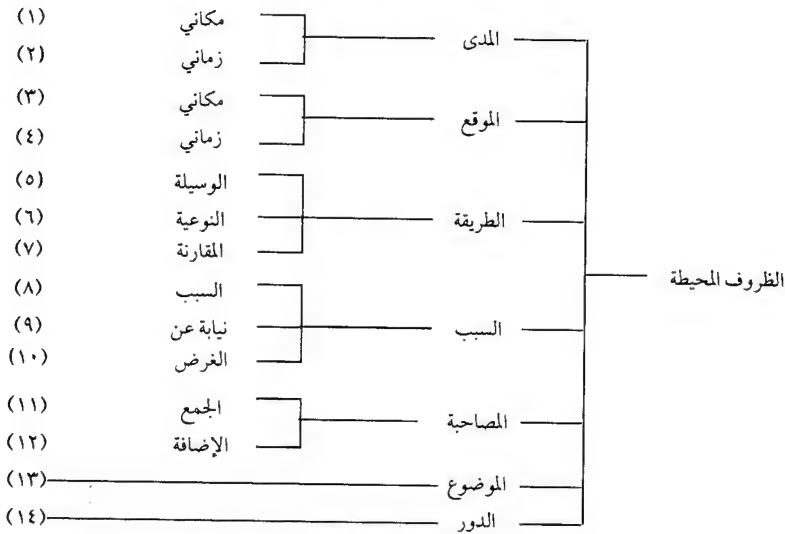 مكاني (١)
المدى
زماني (٢)
مكاني (٣)
الموقع
زماني (٤)
الوسيلة (٥)
الطريقة النوعية (٦)
المقارنة (٧)
الظروف المحيطة
السبب (٨)
السبب نيابة عن (٩)
الغرض (١٠)
الجمع (١١)
المصاحبة
الإضافة (١٢)
الموضوع (١٣)
الدور (١٤)